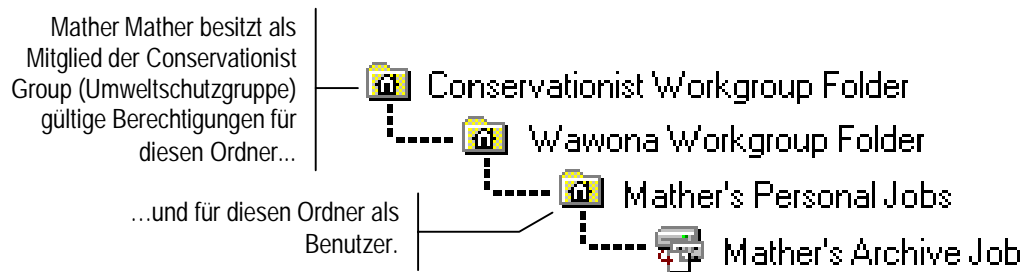 Mather Mather besitzt als
Mitglied der Conservationist
Group (Umweltschutzgruppe)
gültige Berechtigungen für
diesen Ordner...
Conservationist Workgroup Folder
Wawona Workgroup Folder
Mather's Personal Jobs
…und für diesen Ordner als
Benutzer.
Mather's Archive Job